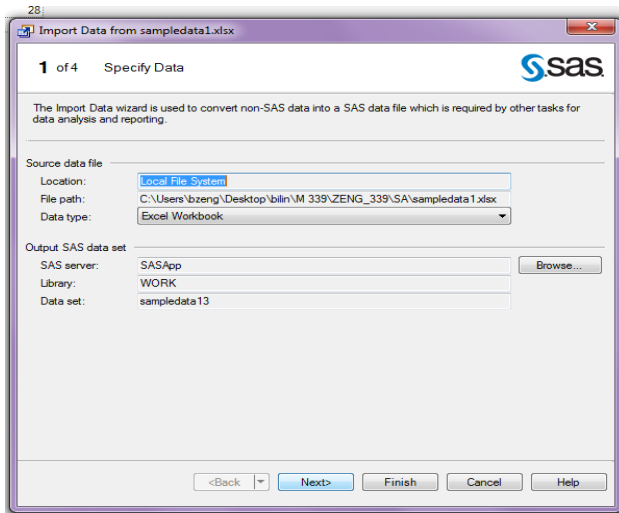 28
Import Data from sampledata1.xlsx
1 of 4 Specify Data
sas
The Import Data wizard is used to convert non-SAS data into a SAS data file which is required by other tasks for
data analysis and reporting.
Source data file
Location: Local File System
File path: C:\Users\bzeng\Desktop\bilin\M 339\ZENG_339\SA\sampledata1.xlsx
Data type: Excel Workbook
Output SAS data set
SAS server: SASApp Browse...
Library: WORK
Data set: sampledata13
<Back Next> Finish Cancel Help